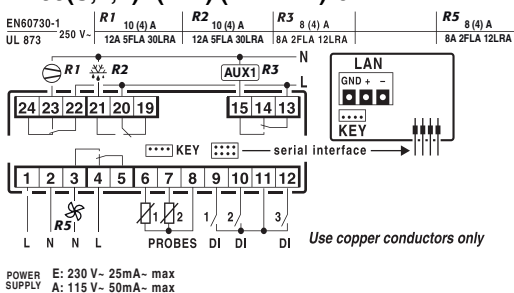 EN60730-1 250 V~ R1 10 (4) A R2 10 (4) A R3 8 (4) A R5 8 (4) A
UL 873 12A 5FLA 30LRA 12A 5FLA 30LRA 8A 2FLA 12LRA 8A 2FLA 12LRA
N
R1 R2 AUX1 R3
L
LAN
GND + -
24 23 22 21 20 19 15 14 13
KEY
KEY serial interface
1 2 3 4 5 6 7 8 9 10 11 12
R5 1 2 1 2 3
L N N L PROBES DI DI DI
Use copper conductors only
POWER SUPPLY E: 230 V~ 25mA~ max
A: 115 V~ 50mA~ max